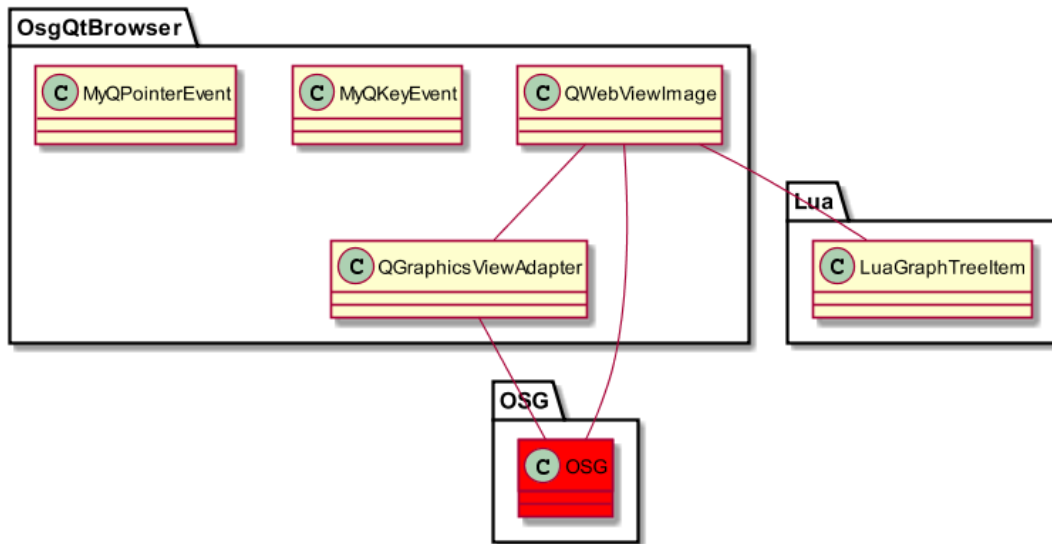 OsgQtBrowser
C MyQPointerEvent
C MyQKeyEvent
C QWebViewImage
Lua
C QGraphicsViewAdapter
C LuaGraphTreeItem
OSG
C OSG